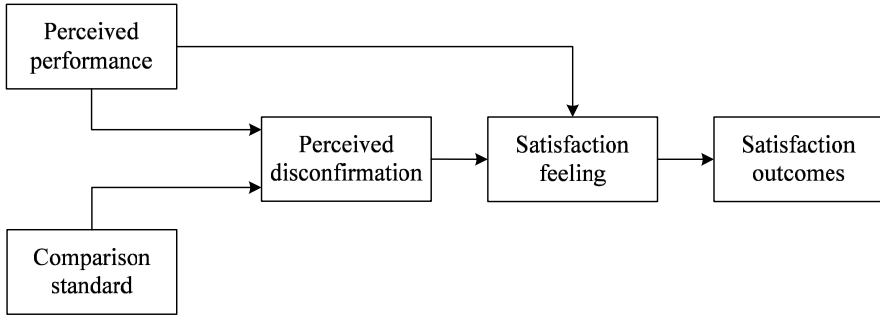 Perceived
performance
Perceived
disconfirmation
Satisfaction
feeling
Satisfaction
outcomes
Comparison
standard